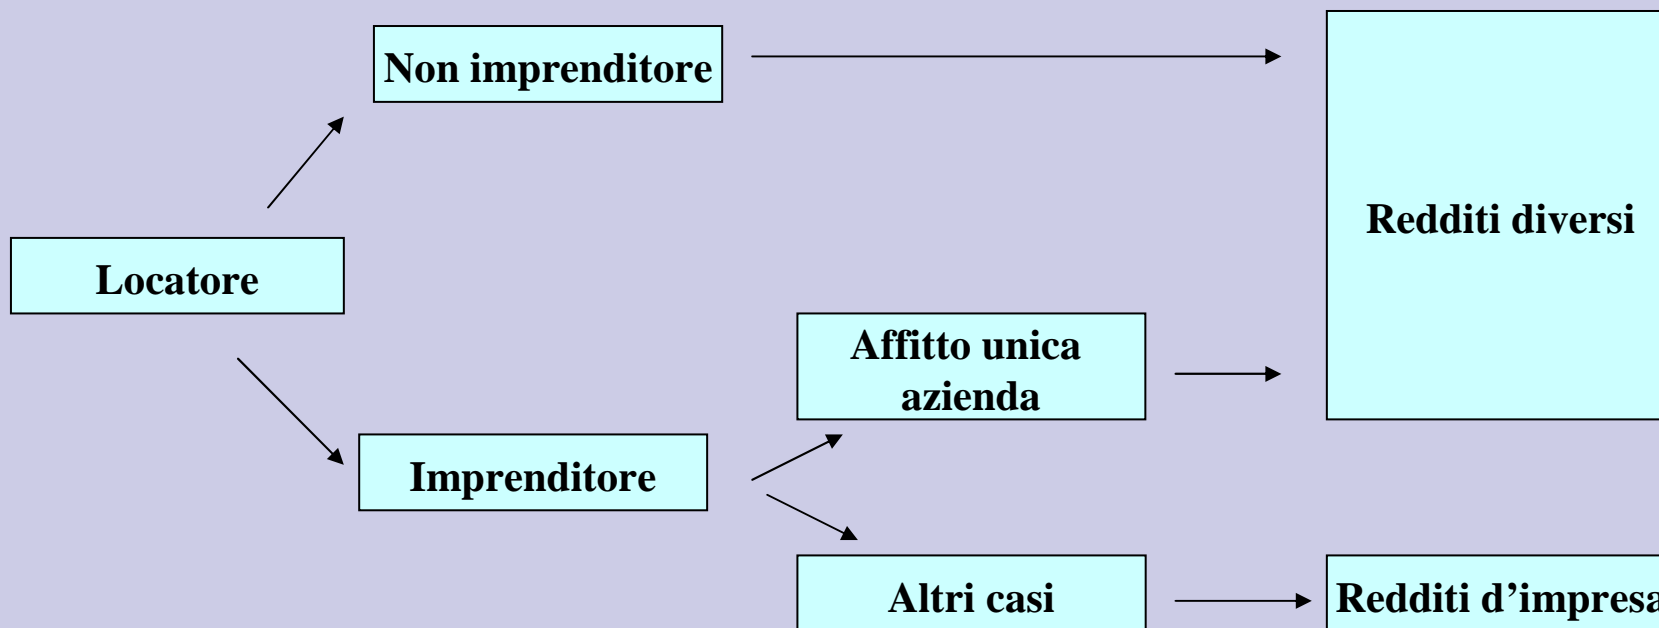 Non imprenditore
Redditi diversi
Locatore
Affitto unica
azienda
Imprenditore
Altri casi
Redditi d’impresa